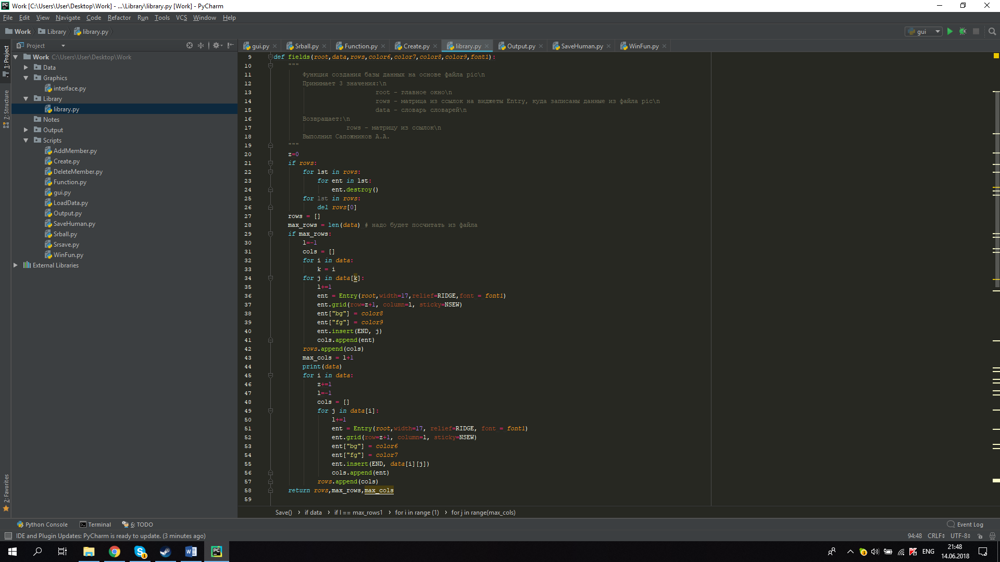 Work [C:\Users\User\Desktop\Work] - ...\Library\library.py [Work] - PyCharm
File Edit View Navigate Code Refactor Run Tools VCS Window Help
Work Library library.py gui
Project
gui.py Srball.py Function.py Create.py library.py Output.py SaveHuman.py WinFun.py
1: Project
7: Structure
2: Favorites
Work C:\Users\User\Desktop\Work
Data
Graphics
interface.py
Library
library.py
Notes
Output
Scripts
AddMember.py
Create.py
DeleteMember.py
Function.py
gui.py
LoadData.py
Output.py
SaveHuman.py
Srball.py
Srsave.py
WinFun.py
External Libraries
9 def fields(root,data,rows,color6,color7,color8,color9,font1):
10 """
11 Функция создания базы данных на основе файла pic\n
12 Принимает 3 значения:\n
13 root - главное окно\n
14 rows - матрица из ссылок на виджеты Entry, куда записаны данные из файла pic\n
15 data - словарь словарей\n
16 Возвращает:\n
17 rows - матрицу из ссылок\n
18 Выполнил Сапожников А.А.
19 """
20 z=0
21 if rows:
22 for lst in rows:
23 for ent in lst:
24 ent.destroy()
25 for lst in rows:
26 del rows[0]
27 rows = []
28 max_rows = len(data) # надо будет посчитать из файла
29 if max_rows:
30 l=-1
31 cols = []
32 for i in data:
33 k = i
34 for j in data[k]:
35 l+=1
36 ent = Entry(root,width=17,relief=RIDGE,font = font1)
37 ent.grid(row=z+1, column=l, sticky=NSEW)
38 ent["bg"] = color8
39 ent["fg"] = color9
40 ent.insert(END, j)
41 cols.append(ent)
42 rows.append(cols)
43 max_cols = l+1
44 print(data)
45 for i in data:
46 z+=1
47 l=-1
48 cols = []
49 for j in data[i]:
50 l+=1
51 ent = Entry(root,width=17, relief=RIDGE, font = font1)
52 ent.grid(row=z+1, column=l, sticky=NSEW)
53 ent["bg"] = color6
54 ent["fg"] = color7
55 ent.insert(END, data[i][j])
56 cols.append(ent)
57 rows.append(cols)
58 return rows,max_rows,max_cols
59
Save() › if data › if l == max_rows1 › for i in range (1) › for j in range(max_cols)
Python Console Terminal 6: TODO Event Log
IDE and Plugin Updates: PyCharm is ready to update. (3 minutes ago) 94:48 CRLF UTF-8
ENG 21:48
14.06.2018